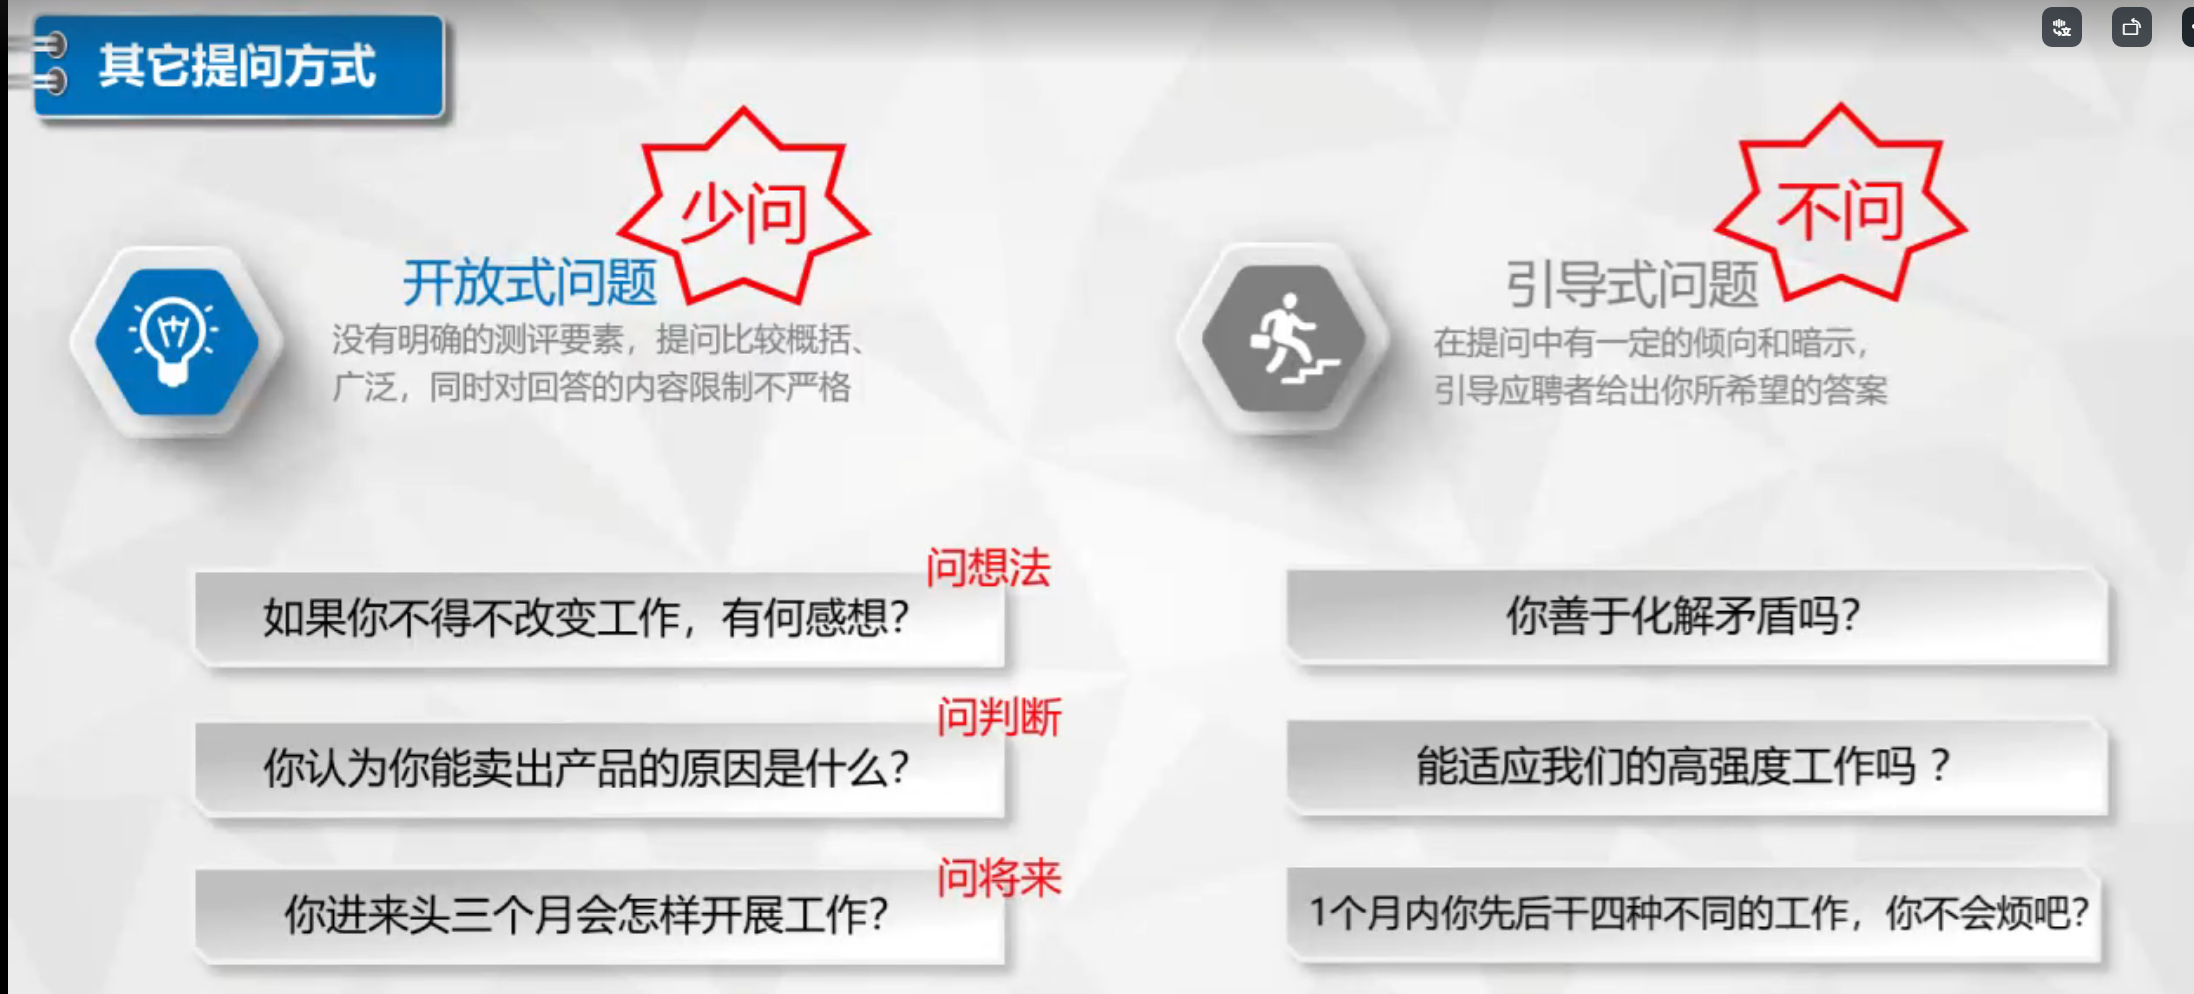 其它提问方式
少问
开放式问题
没有明确的测评要素，提问比较概括、
广泛，同时对回答的内容限制不严格
问想法
如果你不得不改变工作，有何感想？
问判断
你认为你能卖出产品的原因是什么？
问将来
你进来头三个月会怎样开展工作？
不问
引导式问题
在提问中有一定的倾向和暗示，
引导应聘者给出你所希望的答案
你善于化解矛盾吗？
能适应我们的高强度工作吗 ？
1个月内你先后干四种不同的工作，你不会烦吧？